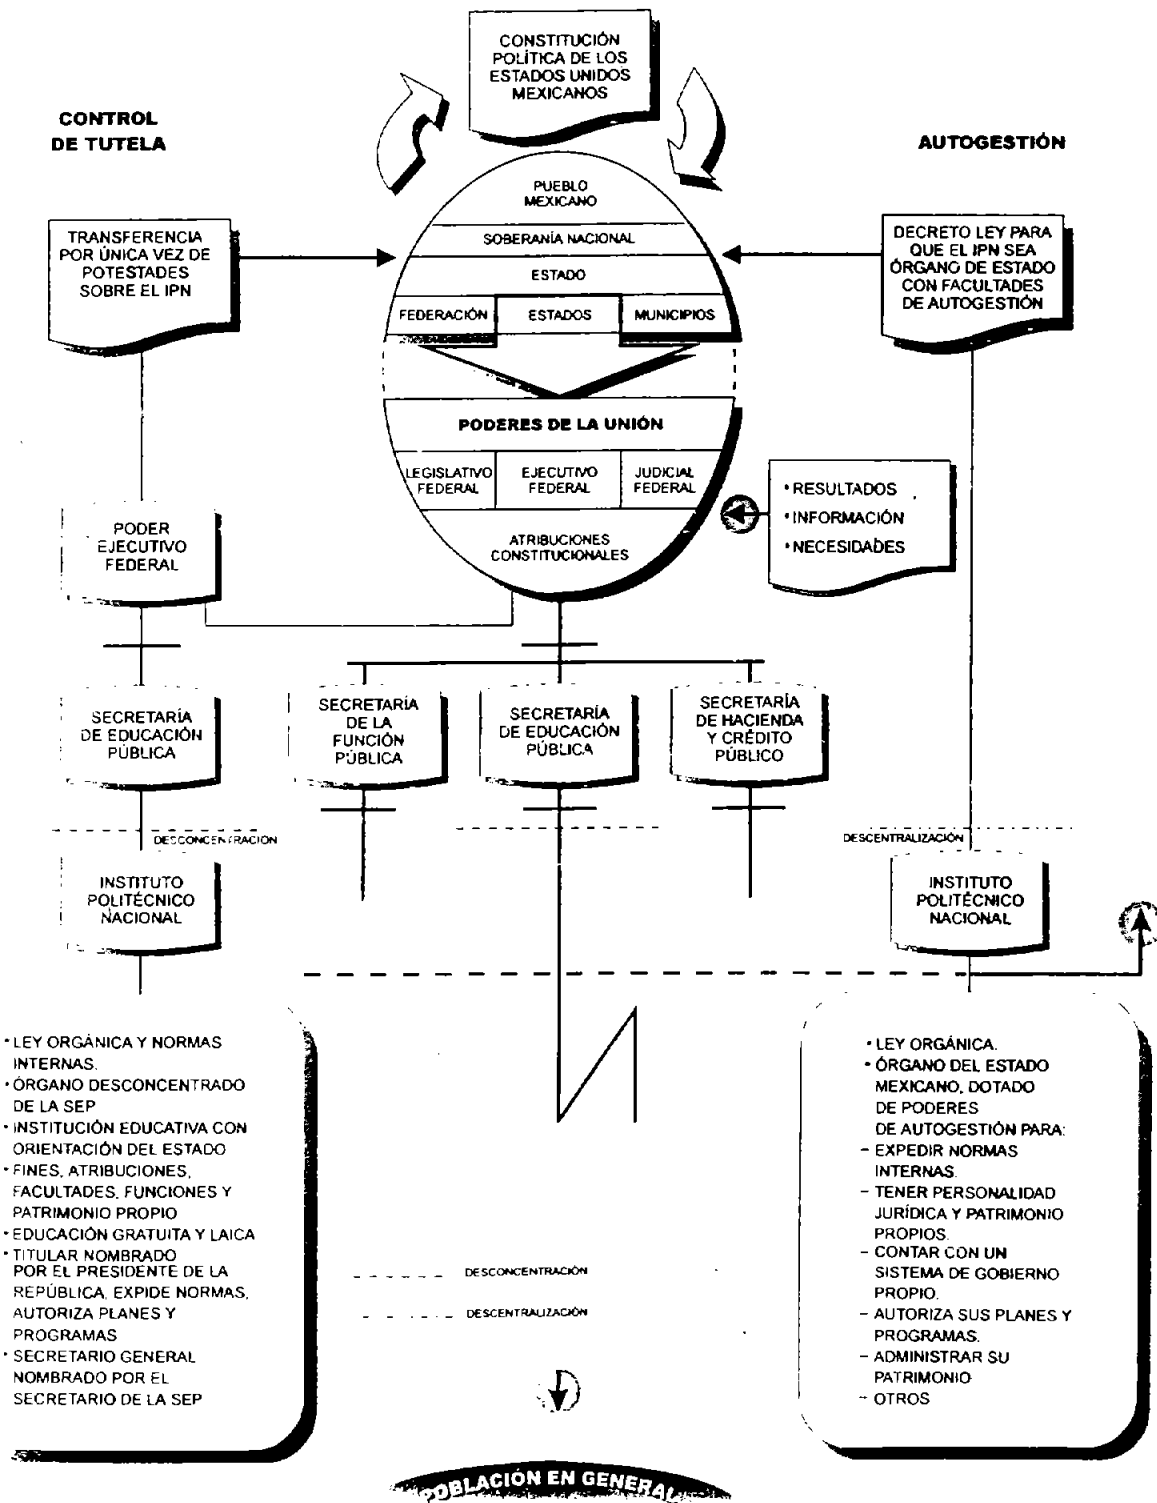 CONSTITUCIÓN
POLÍTICA DE LOS
ESTADOS UNIDOS
MEXICANOS
CONTROL
DE TUTELA
AUTOGESTIÓN
PUEBLO
MEXICANO
SOBERANÍA NACIONAL
ESTADO
FEDERACIÓN
ESTADOS
MUNICIPIOS
TRANSFERENCIA
POR ÚNICA VEZ DE
POTESTADES
SOBRE EL IPN
DECRETO LEY PARA
QUE EL IPN SEA
ÓRGANO DE ESTADO
CON FACULTADES
DE AUTOGESTIÓN
PODERES DE LA UNIÓN
LEGISLATIVO
FEDERAL
EJECUTIVO
FEDERAL
JUDICIAL
FEDERAL
ATRIBUCIONES
CONSTITUCIONALES
• RESULTADOS
• INFORMACIÓN
• NECESIDADES
PODER
EJECUTIVO
FEDERAL
SECRETARÍA
DE EDUCACIÓN
PÚBLICA
SECRETARÍA
DE LA
FUNCIÓN
PÚBLICA
SECRETARÍA
DE EDUCACIÓN
PÚBLICA
SECRETARÍA
DE HACIENDA
Y CRÉDITO
PÚBLICO
DESCONCENTRACIÓN
DESCENTRALIZACIÓN
INSTITUTO
POLITÉCNICO
NACIONAL
INSTITUTO
POLITÉCNICO
NACIONAL
• LEY ORGÁNICA Y NORMAS
INTERNAS.
• ÓRGANO DESCONCENTRADO
DE LA SEP
• INSTITUCIÓN EDUCATIVA CON
ORIENTACIÓN DEL ESTADO
• FINES, ATRIBUCIONES,
FACULTADES, FUNCIONES Y
PATRIMONIO PROPIO
• EDUCACIÓN GRATUITA Y LAICA
• TITULAR NOMBRADO
POR EL PRESIDENTE DE LA
REPÚBLICA, EXPIDE NORMAS,
AUTORIZA PLANES Y
PROGRAMAS
• SECRETARIO GENERAL
NOMBRADO POR EL
SECRETARIO DE LA SEP
• LEY ORGÁNICA.
• ÓRGANO DEL ESTADO
MEXICANO, DOTADO
DE PODERES
DE AUTOGESTIÓN PARA:
– EXPEDIR NORMAS
INTERNAS.
– TENER PERSONALIDAD
JURÍDICA Y PATRIMONIO
PROPIOS.
– CONTAR CON UN
SISTEMA DE GOBIERNO
PROPIO.
– AUTORIZA SUS PLANES Y
PROGRAMAS.
– ADMINISTRAR SU
PATRIMONIO
– OTROS
DESCONCENTRACIÓN
DESCENTRALIZACIÓN
POBLACIÓN EN GENERAL